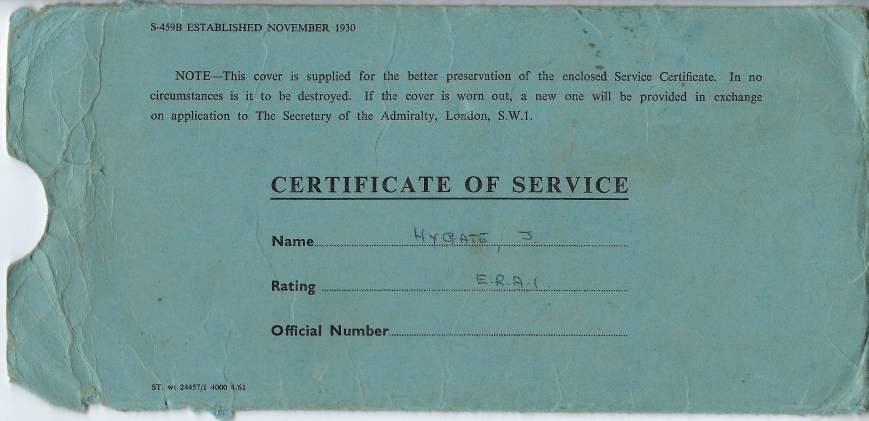 S-459B ESTABLISHED NOVEMBER 1930
NOTE—This cover is supplied for the better preservation of the enclosed Service Certificate. In no
circumstances is it to be destroyed. If the cover is worn out, a new one will be provided in exchange
on application to The Secretary of the Admiralty, London, S.W.1.
CERTIFICATE OF SERVICE
Name HYGATE, J
Rating E.R.A.1
Official Number
ST. wt 24457/1 4000 4/61